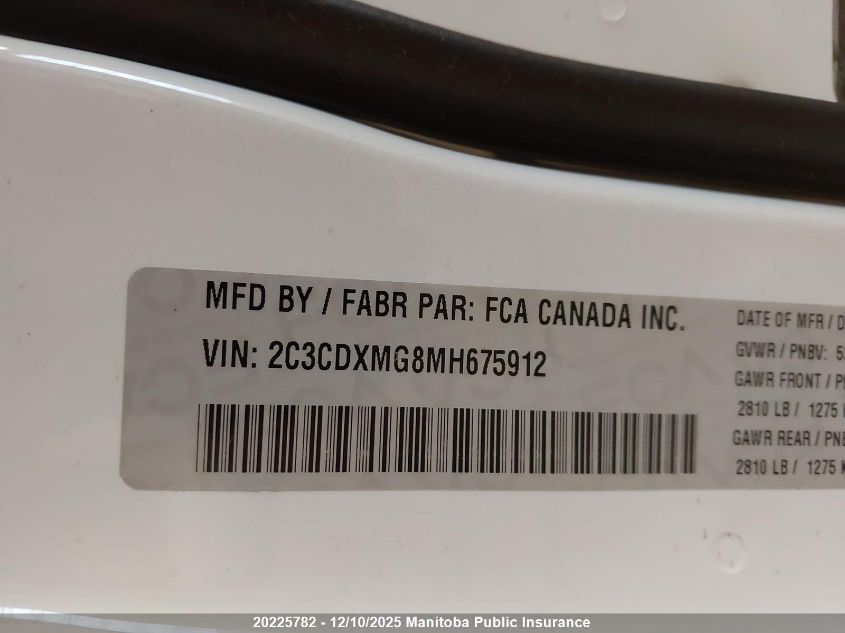 MFD BY / FABR PAR: FCA CANADA INC.
VIN: 2C3CDXMG8MH675912
DATE OF MFR / D
GVWR / PNBV:
GAWR FRONT /
2810 LB / 1275
GAWR REAR /
2810 LB / 1275
20225782 - 12/10/2025 Manitoba Public Insurance